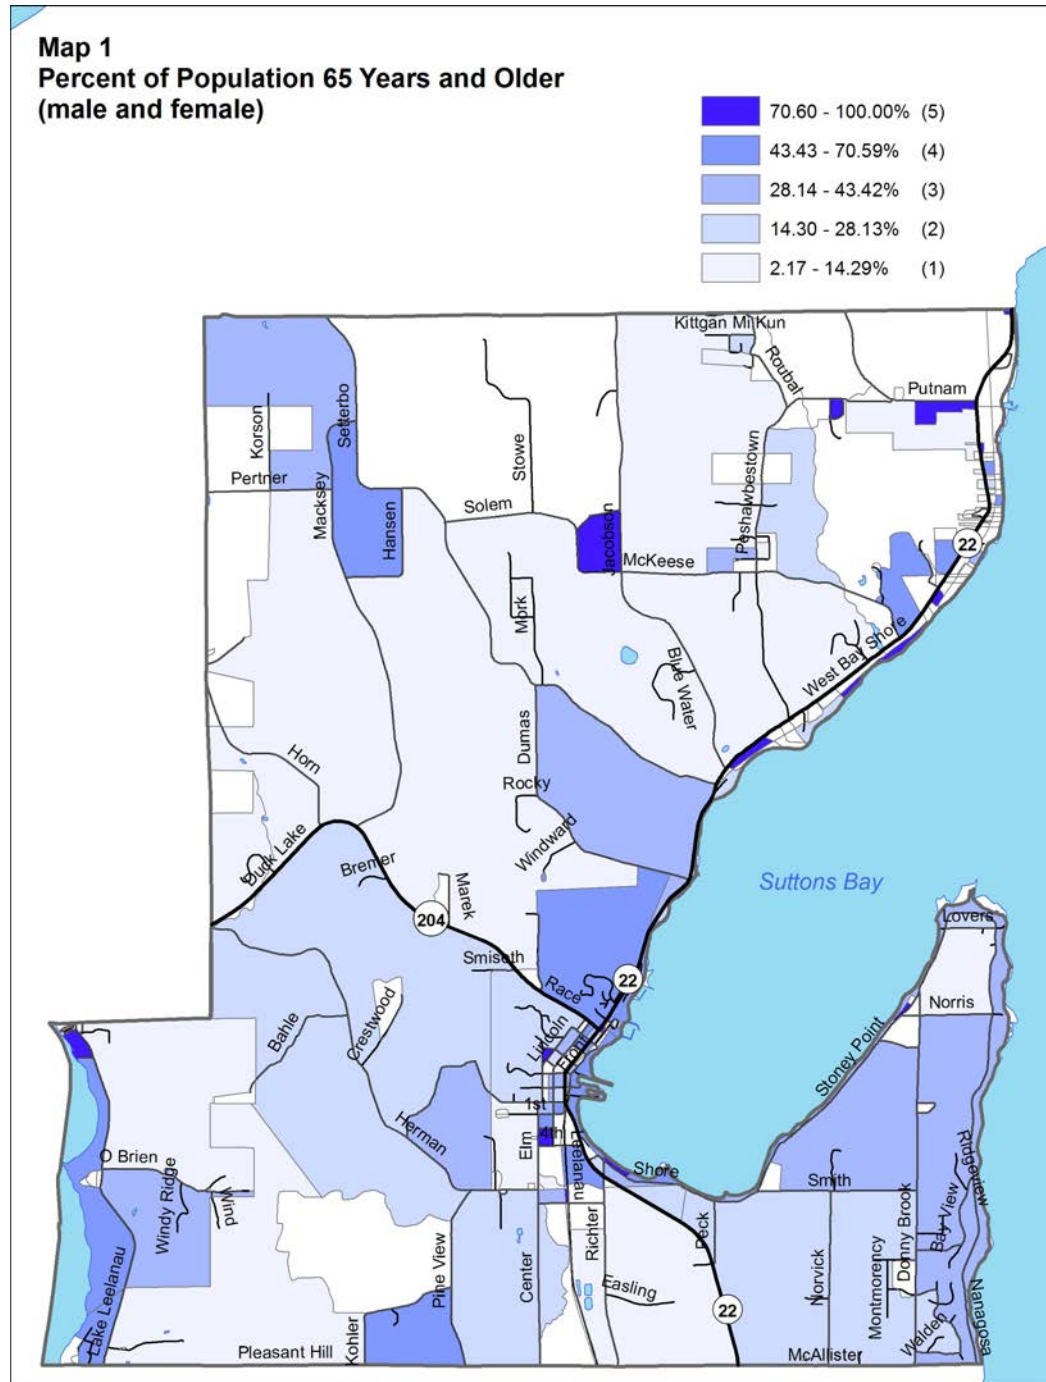 Map 1
Percent of Population 65 Years and Older
(male and female)
70.60 - 100.00% (5)
43.43 - 70.59% (4)
28.14 - 43.42% (3)
14.30 - 28.13% (2)
2.17 - 14.29% (1)
Kittgan Mi Kun
Roubal
Putnam
Setterbo
Korson
Stowe
Pertner
Macksey
Solem
Hansen
Jacobson
Peshawbestown
22
McKeese
Mork
West Bay Shore
Blue Water
Dumas
Horn
Rocky
Windward
Duck Lake
Bremer
Marek
Suttons Bay
204
Lovers
Smiseth
22
Race
Norris
Crestwood
Bahle
Lincoln
Front
Stoney Point
1st
Herman
4th
Elm
Leelanau
O Brien
Shore
Smith
Ridgeview
Windy Ridge
Wind
Donny Brook
Bay View
Richter
Peck
Pine View
Center
Easling
Norvick
Montmorency
Nanagosa
Lake Leelanau
22
Walden
Kohler
Pleasant Hill
McAllister